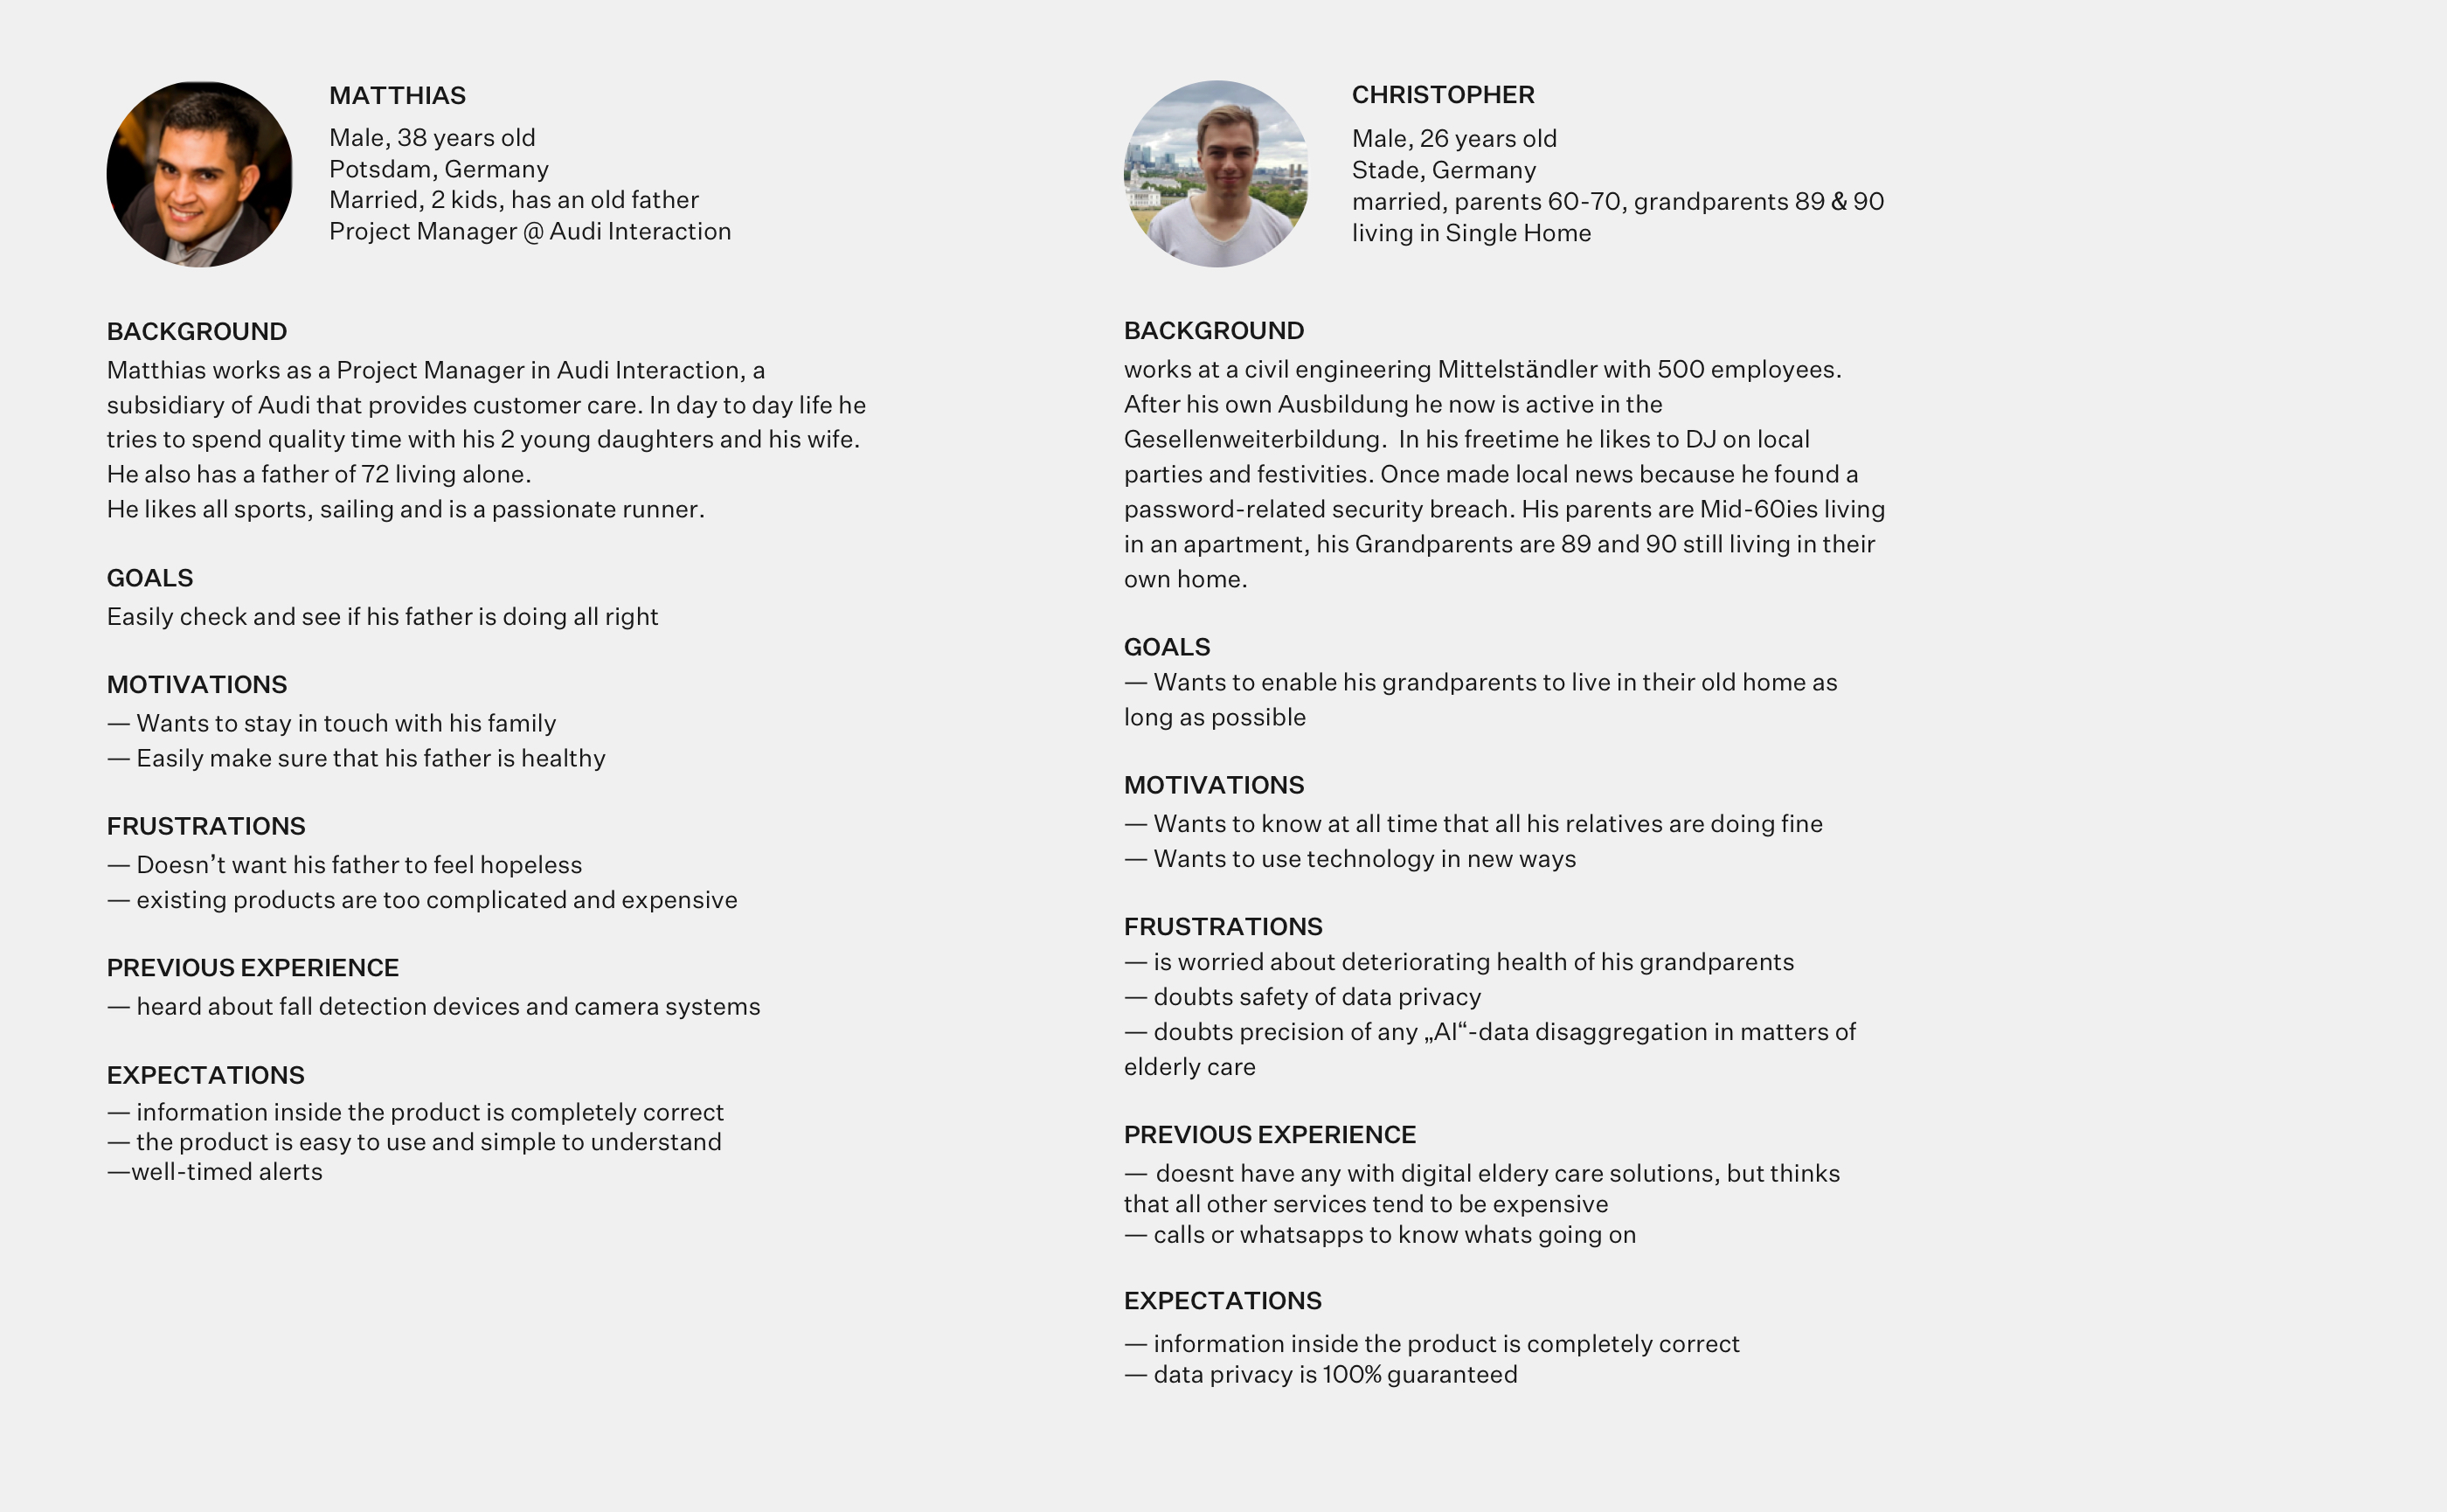 MATTHIAS
Male, 38 years old
Potsdam, Germany
Married, 2 kids, has an old father
Project Manager @ Audi Interaction
BACKGROUND
Matthias works as a Project Manager in Audi Interaction, a
subsidiary of Audi that provides customer care. In day to day life he
tries to spend quality time with his 2 young daughters and his wife.
He also has a father of 72 living alone.
He likes all sports, sailing and is a passionate runner.
GOALS
Easily check and see if his father is doing all right
MOTIVATIONS
— Wants to stay in touch with his family
— Easily make sure that his father is healthy
FRUSTRATIONS
— Doesn’t want his father to feel hopeless
— existing products are too complicated and expensive
PREVIOUS EXPERIENCE
— heard about fall detection devices and camera systems
EXPECTATIONS
— information inside the product is completely correct
— the product is easy to use and simple to understand
—well-timed alerts
CHRISTOPHER
Male, 26 years old
Stade, Germany
married, parents 60-70, grandparents 89 & 90
living in Single Home
BACKGROUND
works at a civil engineering Mittelständler with 500 employees.
After his own Ausbildung he now is active in the
Gesellenweiterbildung.  In his freetime he likes to DJ on local
parties and festivities. Once made local news because he found a
password-related security breach. His parents are Mid-60ies living
in an apartment, his Grandparents are 89 and 90 still living in their
own home.
GOALS
— Wants to enable his grandparents to live in their old home as
long as possible
MOTIVATIONS
— Wants to know at all time that all his relatives are doing fine
— Wants to use technology in new ways
FRUSTRATIONS
— is worried about deteriorating health of his grandparents
— doubts safety of data privacy
— doubts precision of any „AI“-data disaggregation in matters of
elderly care
PREVIOUS EXPERIENCE
— doesnt have any with digital eldery care solutions, but thinks
that all other services tend to be expensive
— calls or whatsapps to know whats going on
EXPECTATIONS
— information inside the product is completely correct
— data privacy is 100% guaranteed